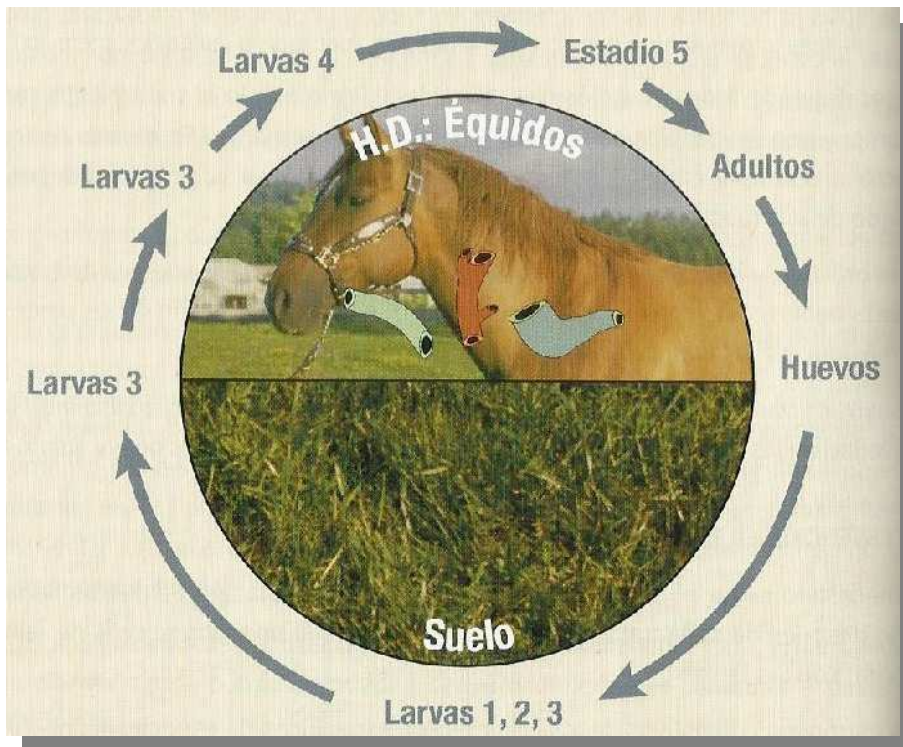 Larvas 4
Estadio 5
H.D.: Équidos
Larvas 3
Adultos
Larvas 3
Huevos
Suelo
Larvas 1, 2, 3